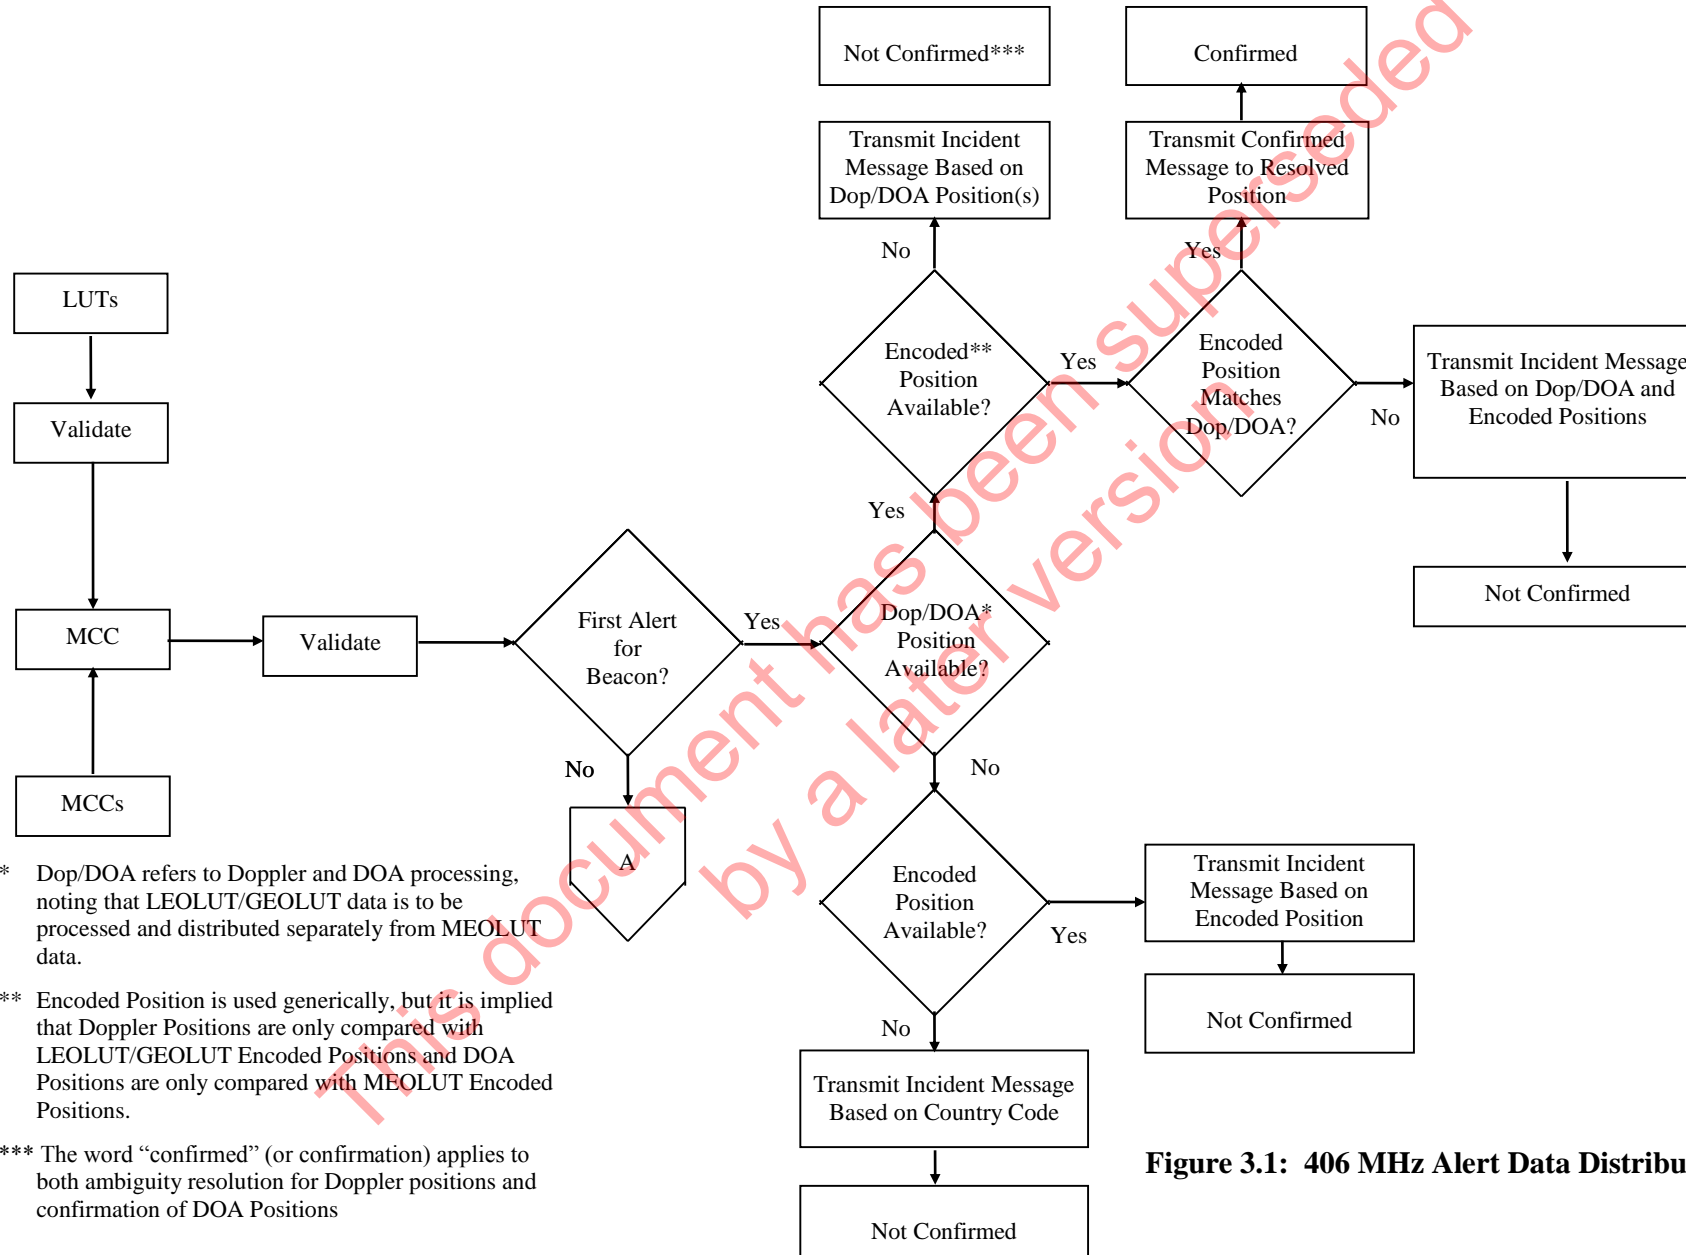 Not Confirmed***
Confirmed
Transmit Incident
Message Based on
Dop/DOA Position(s)
Transmit Confirmed
Message to Resolved
Position
No
Yes
LUTs
Encoded**
Position
Available?
Yes
Encoded
Position
Matches
Dop/DOA?
No
Transmit Incident Message
Based on Dop/DOA and
Encoded Positions
Validate
Yes
Not Confirmed
MCC
Validate
First Alert
for
Beacon?
Yes
Dop/DOA*
Position
Available?
No
No
MCCs
A
Encoded
Position
Available?
Yes
Transmit Incident
Message Based on
Encoded Position
Not Confirmed
No
Transmit Incident Message
Based on Country Code
Not Confirmed
* Dop/DOA refers to Doppler and DOA processing,
noting that LEOLUT/GEOLUT data is to be
processed and distributed separately from MEOLUT
data.
** Encoded Position is used generically, but it is implied
that Doppler Positions are only compared with
LEOLUT/GEOLUT Encoded Positions and DOA
Positions are only compared with MEOLUT Encoded
Positions.
*** The word “confirmed” (or confirmation) applies to
both ambiguity resolution for Doppler positions and
confirmation of DOA Positions
Figure 3.1: 406 MHz Alert Data Distribu
This document has been superseded
by a later version